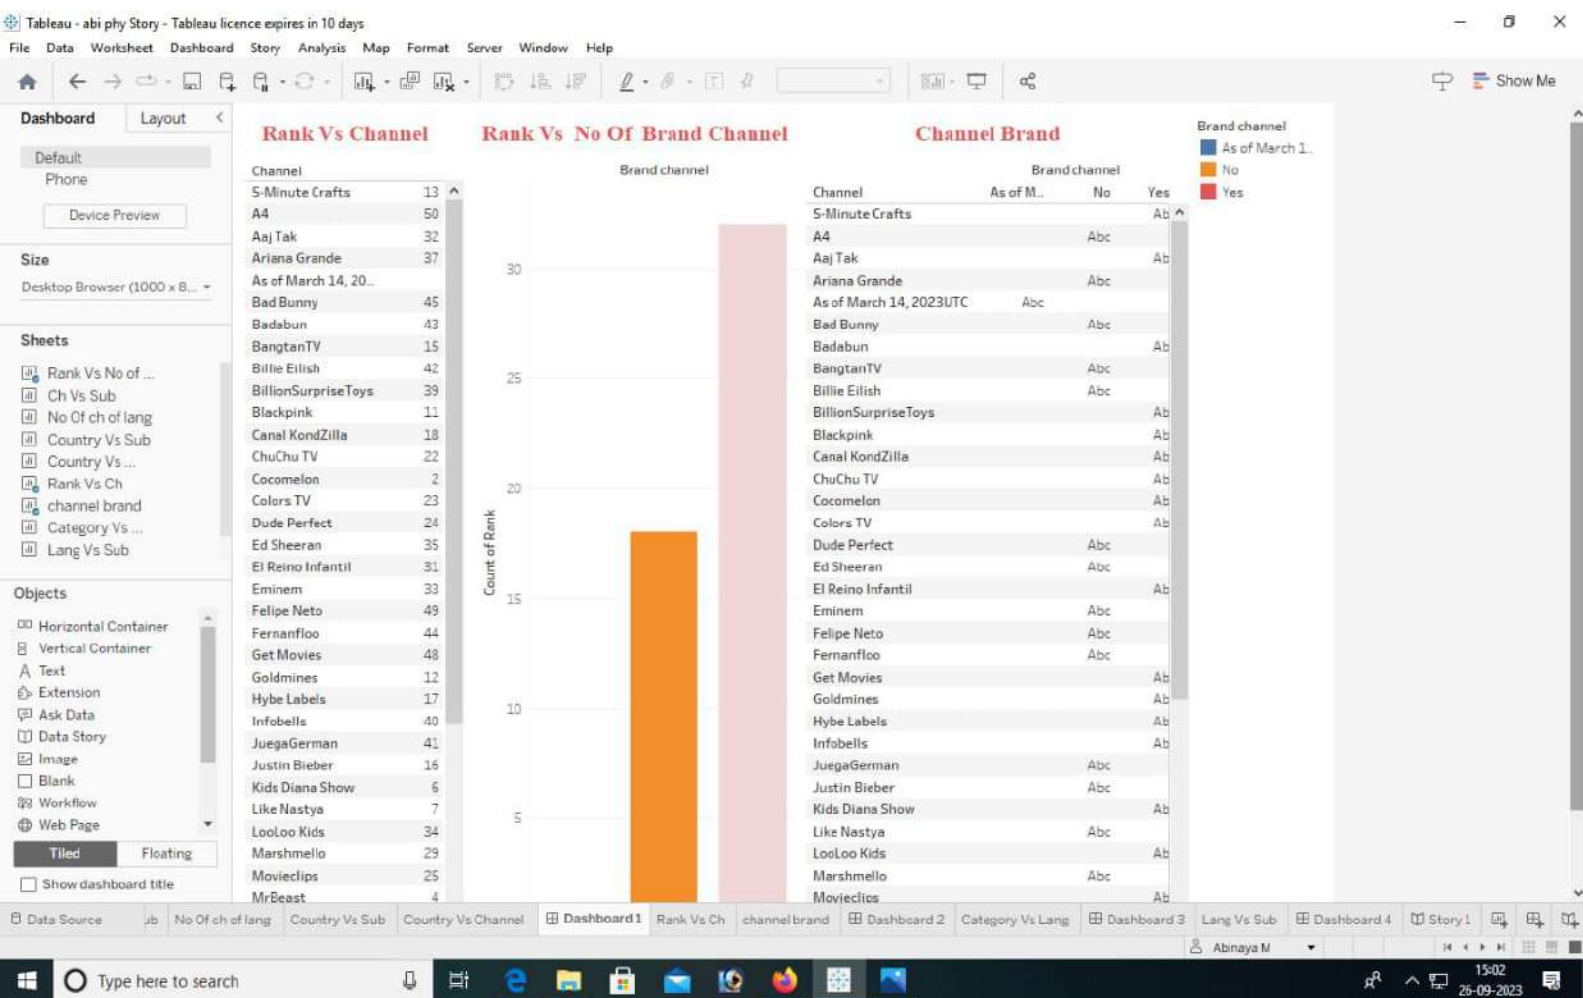 Tableau - abi phy Story - Tableau licence expires in 10 days
File Data Worksheet Dashboard Story Analysis Map Format Server Window Help
Show Me
Dashboard Layout
Default
Phone
Device Preview
Size
Desktop Browser (1000 x 8...
Sheets
Rank Vs No of ...
Ch Vs Sub
No Of ch of lang
Country Vs Sub
Country Vs ...
Rank Vs Ch
channel brand
Category Vs ...
Lang Vs Sub
Objects
Horizontal Container
Vertical Container
Text
Extension
Ask Data
Data Story
Image
Blank
Workflow
Web Page
Tiled Floating
Show dashboard title
Rank Vs Channel
Channel
5-Minute Crafts 13
A4 50
Aaj Tak 32
Ariana Grande 37
As of March 14, 20..
Bad Bunny 45
Badabun 43
BangtanTV 15
Billie Eilish 42
BillionSurpriseToys 39
Blackpink 11
Canal KondZilla 18
ChuChu TV 22
Cocomelon 2
Colors TV 23
Dude Perfect 24
Ed Sheeran 35
El Reino Infantil 31
Eminem 33
Felipe Neto 49
Fernanfloo 44
Get Movies 48
Goldmines 12
Hybe Labels 17
Infobells 40
JuegaGerman 41
Justin Bieber 16
Kids Diana Show 6
Like Nastya 7
LooLoo Kids 34
Marshmello 29
Movieclips 25
MrBeast 4
Rank Vs No Of Brand Channel
Brand channel
30
25
20
15
10
5
Count of Rank
Channel Brand
Brand channel
Channel As of M.. No Yes
5-Minute Crafts Ab
A4 Abc
Aaj Tak Ab
Ariana Grande Abc
As of March 14, 2023UTC Abc
Bad Bunny Abc
Badabun Ab
BangtanTV Abc
Billie Eilish Abc
BillionSurpriseToys Ab
Blackpink Ab
Canal KondZilla Ab
ChuChu TV Ab
Cocomelon Ab
Colors TV Ab
Dude Perfect Abc
Ed Sheeran Abc
El Reino Infantil Ab
Eminem Abc
Felipe Neto Abc
Fernanfloo Abc
Get Movies Ab
Goldmines Ab
Hybe Labels Ab
Infobells Ab
JuegaGerman Abc
Justin Bieber Abc
Kids Diana Show Ab
Like Nastya Abc
LooLoo Kids Ab
Marshmello Abc
Movieclips Ab
Brand channel
As of March 1..
No
Yes
Data Source ub No Of ch of lang Country Vs Sub Country Vs Channel Dashboard 1 Rank Vs Ch channel brand Dashboard 2 Category Vs Lang Dashboard 3 Lang Vs Sub Dashboard 4 Story 1
Abinaya M
Type here to search
15:02
26-09-2023